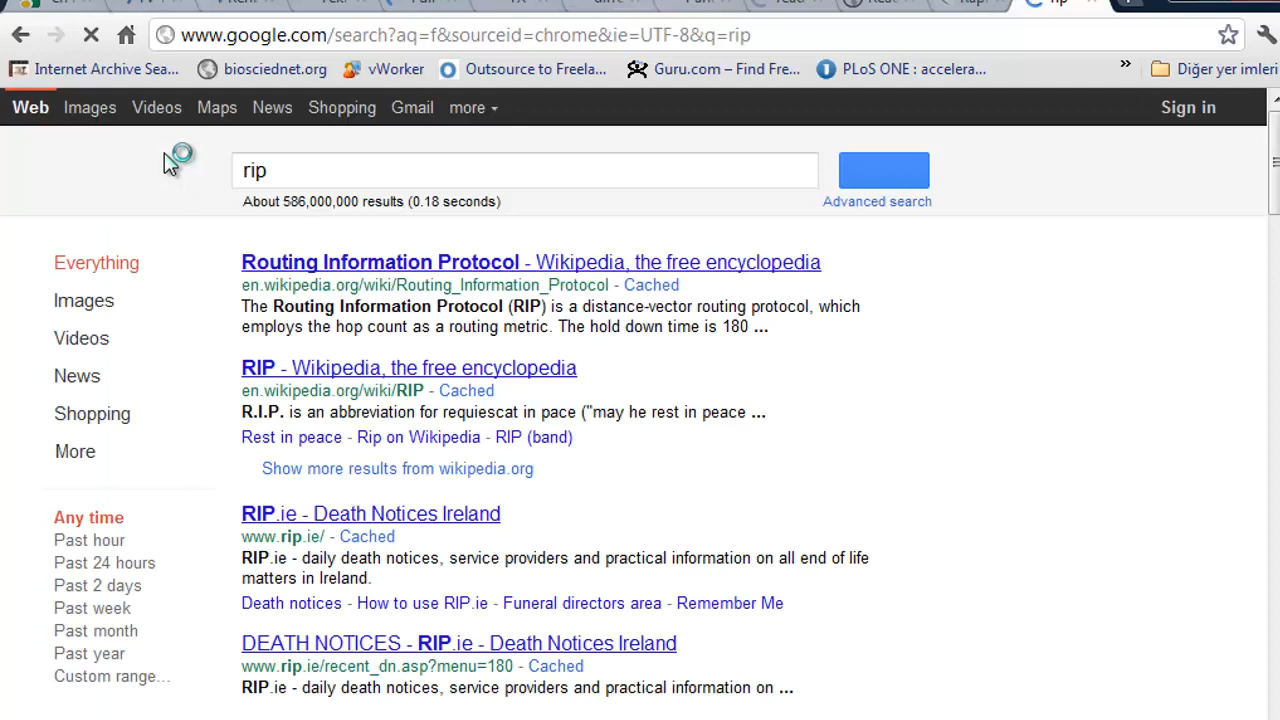 rip
www.google.com/search?aq=f&sourceid=chrome&ie=UTF-8&q=rip
Internet Archive Sea... biosciednet.org vWorker Outsource to Freela... Guru.com – Find Fre... PLoS ONE : accelera... » Diğer yer imleri
Web Images Videos Maps News Shopping Gmail more Sign in
rip
About 586,000,000 results (0.18 seconds) Advanced search
Everything
Images
Videos
News
Shopping
More
Any time
Past hour
Past 24 hours
Past 2 days
Past week
Past month
Past year
Custom range...
Routing Information Protocol - Wikipedia, the free encyclopedia
en.wikipedia.org/wiki/Routing_Information_Protocol - Cached
The Routing Information Protocol (RIP) is a distance-vector routing protocol, which
employs the hop count as a routing metric. The hold down time is 180 ...
RIP - Wikipedia, the free encyclopedia
en.wikipedia.org/wiki/RIP - Cached
R.I.P. is an abbreviation for requiescat in pace ("may he rest in peace ...
Rest in peace - Rip on Wikipedia - RIP (band)
Show more results from wikipedia.org
RIP.ie - Death Notices Ireland
www.rip.ie/ - Cached
RIP.ie - daily death notices, service providers and practical information on all end of life
matters in Ireland.
Death notices - How to use RIP.ie - Funeral directors area - Remember Me
DEATH NOTICES - RIP.ie - Death Notices Ireland
www.rip.ie/recent_dn.asp?menu=180 - Cached
RIP.ie - daily death notices, service providers and practical information on ...